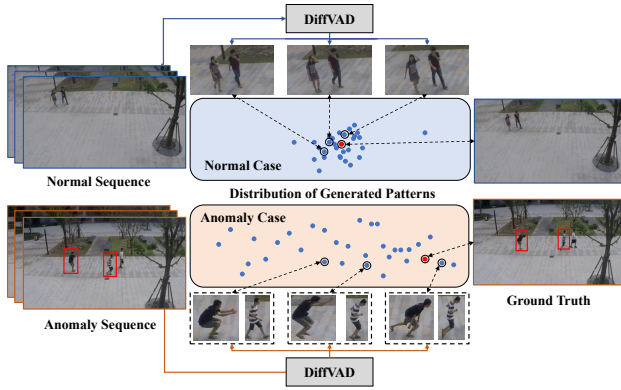 DiffVAD
Normal Case
Normal Sequence
Distribution of Generated Patterns
Anomaly Case
Ground Truth
Anomaly Sequence
DiffVAD